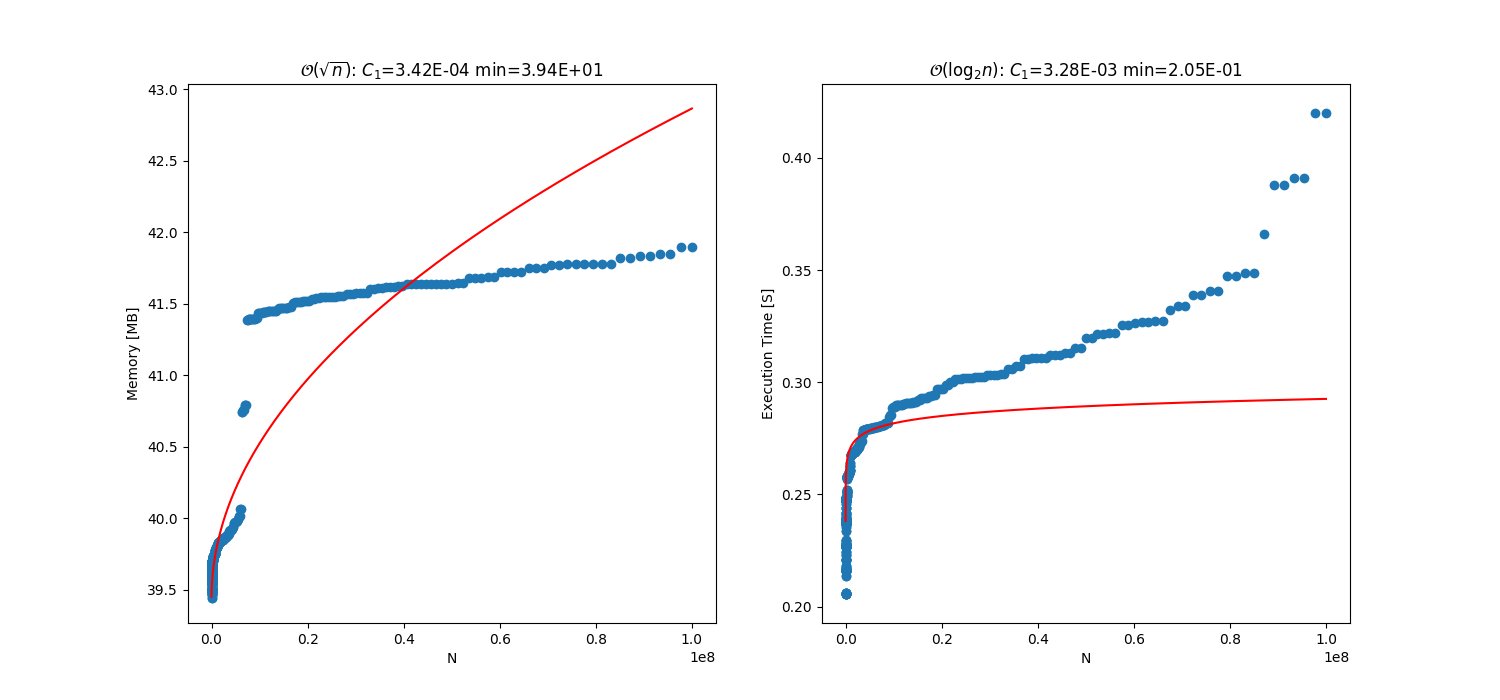 𝒪(√n): C₁=3.42E-04 min=3.94E+01
43.0
42.5
42.0
41.5
41.0
40.5
40.0
39.5
Memory [MB]
0.0 0.2 0.4 0.6 0.8 1.0
1e8
N
𝒪(log₂n): C₁=3.28E-03 min=2.05E-01
0.40
0.35
0.30
0.25
0.20
Execution Time [S]
0.0 0.2 0.4 0.6 0.8 1.0
1e8
N